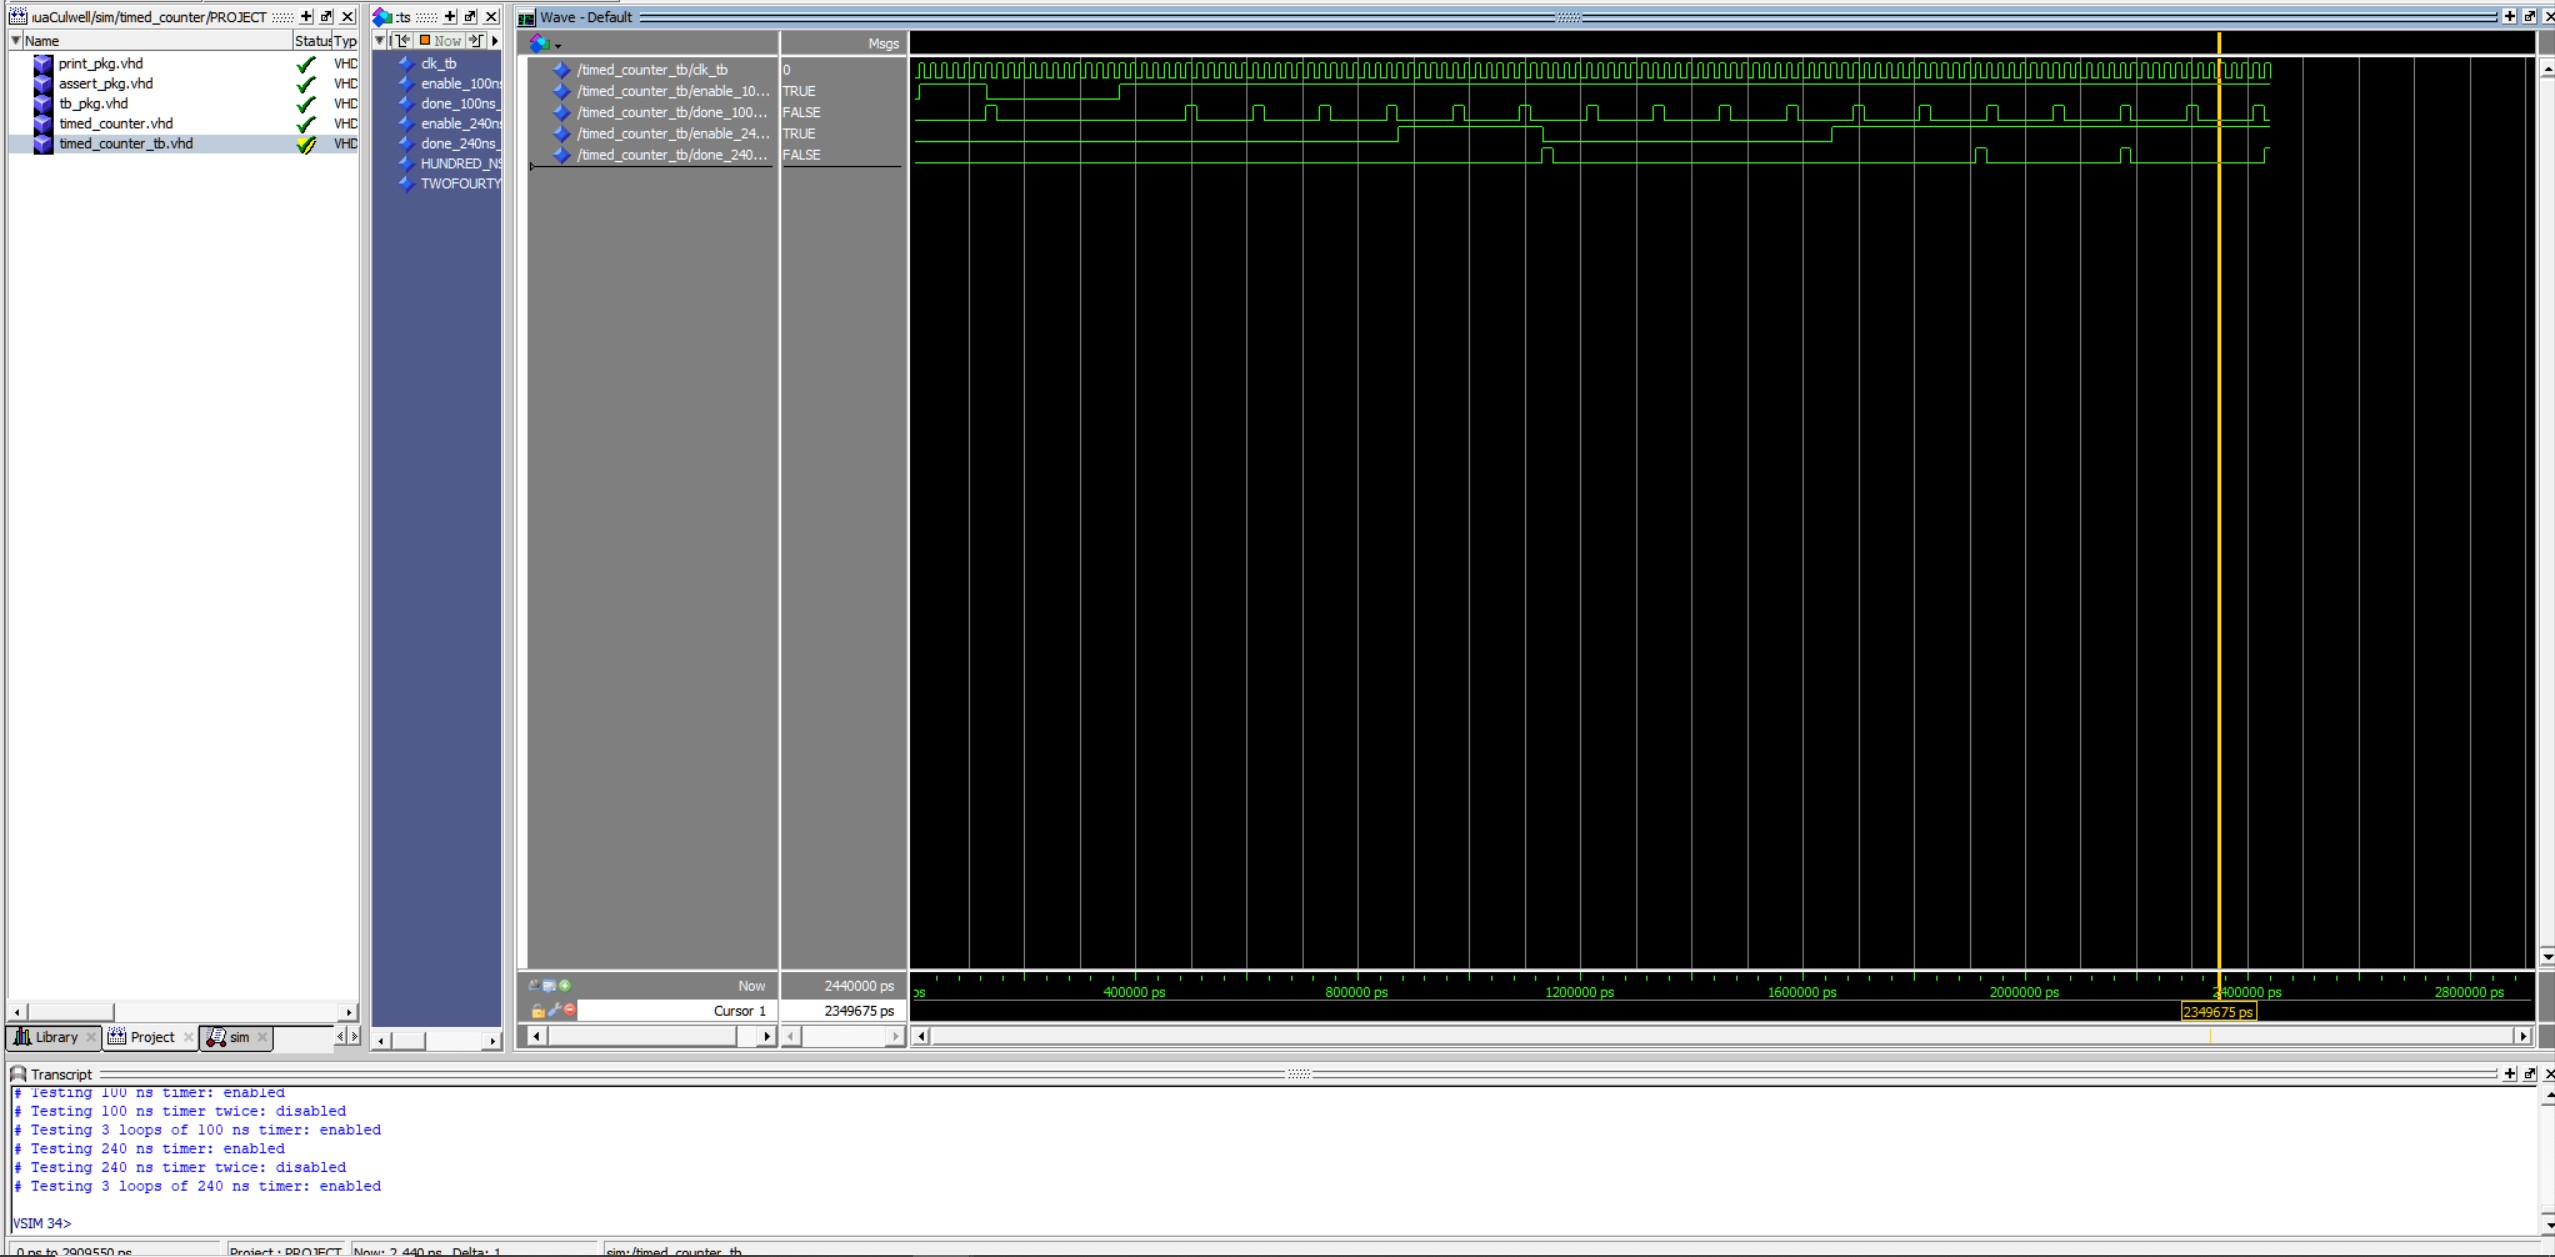 uaCulwell/sim/timed_counter/PROJECT
Name Status Typ
print_pkg.vhd VHD
assert_pkg.vhd VHD
tb_pkg.vhd VHD
timed_counter.vhd VHD
timed_counter_tb.vhd VHD
Library Project sim
:ts
Now
clk_tb
enable_100ns
done_100ns_
enable_240ns
done_240ns_
HUNDRED_NS
TWOFOURTY
Wave - Default
Msgs
/timed_counter_tb/clk_tb 0
/timed_counter_tb/enable_10... TRUE
/timed_counter_tb/done_100... FALSE
/timed_counter_tb/enable_24... TRUE
/timed_counter_tb/done_240... FALSE
Now 2440000 ps
Cursor 1 2349675 ps
ps 400000 ps 800000 ps 1200000 ps 1600000 ps 2000000 ps 2400000 ps 2800000 ps
2349675 ps
Transcript
# Testing 100 ns timer: enabled
# Testing 100 ns timer twice: disabled
# Testing 3 loops of 100 ns timer: enabled
# Testing 240 ns timer: enabled
# Testing 240 ns timer twice: disabled
# Testing 3 loops of 240 ns timer: enabled
VSIM 34>
0 ps to 2909550 ps Project : PROJECT Now: 2,440 ns Delta: 1 sim:/timed_counter_tb